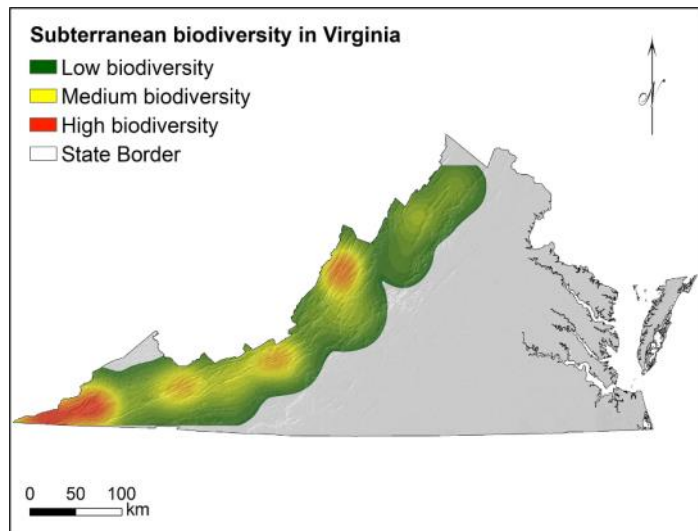 Subterranean biodiversity in Virginia
Low biodiversity
Medium biodiversity
High biodiversity
State Border
N
0 50 100
km